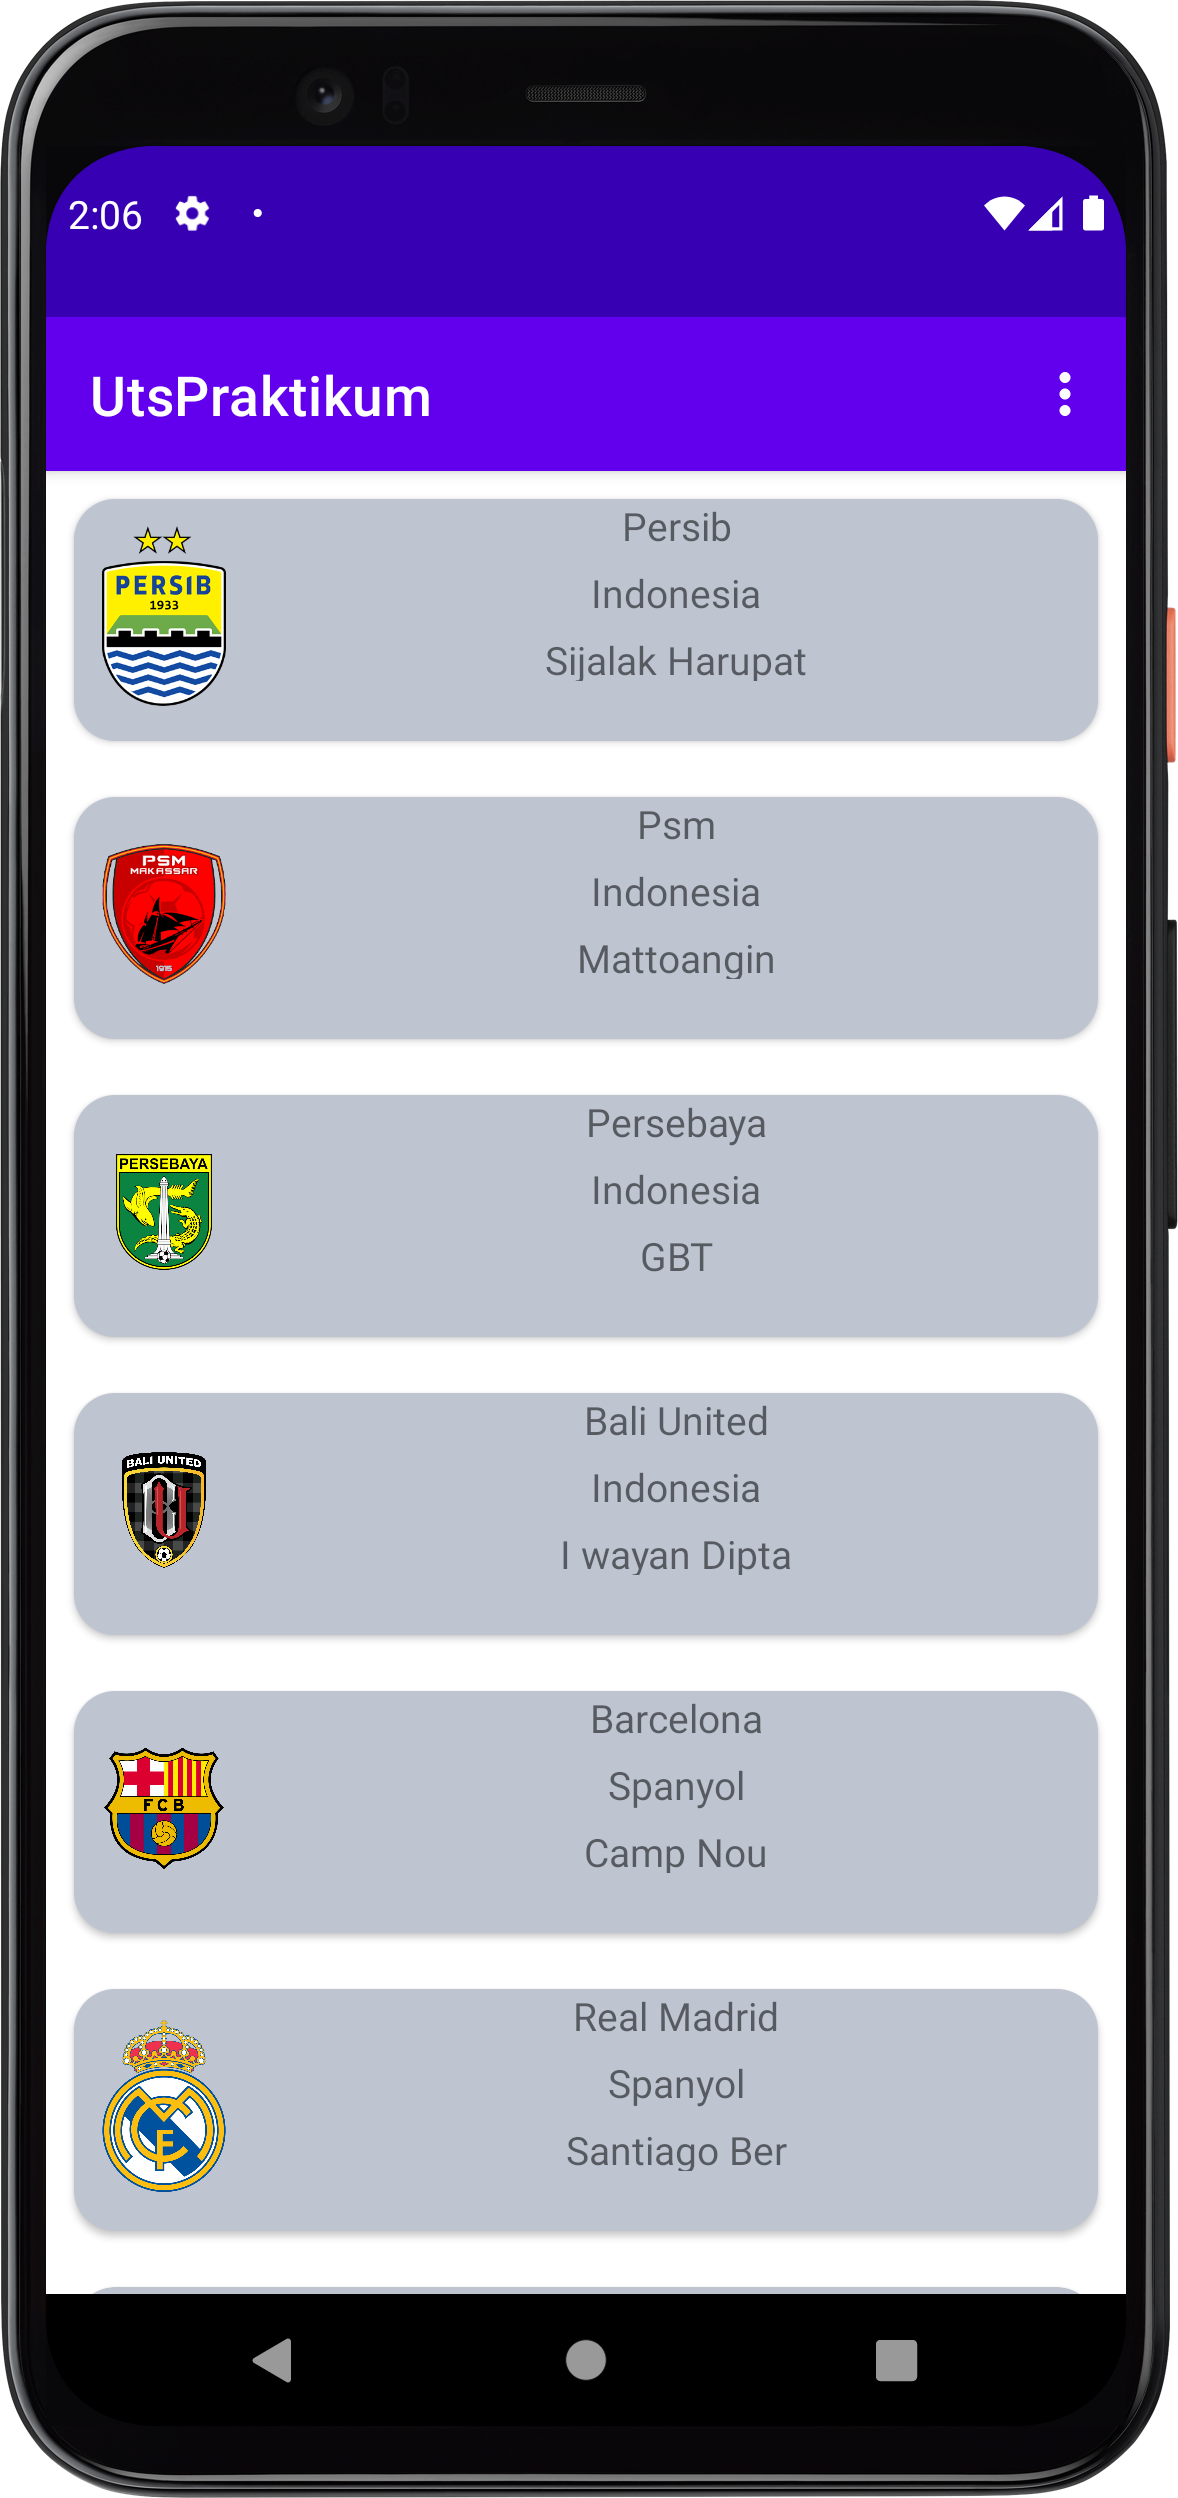 2:06
UtsPraktikum
PERSIB
1933
Persib
Indonesia
Sijalak Harupat
PSM
MAKASSAR
1915
Psm
Indonesia
Mattoangin
PERSEBAYA
Persebaya
Indonesia
GBT
BALI UNITED
Bali United
Indonesia
I wayan Dipta
FCB
Barcelona
Spanyol
Camp Nou
Real Madrid
Spanyol
Santiago Ber